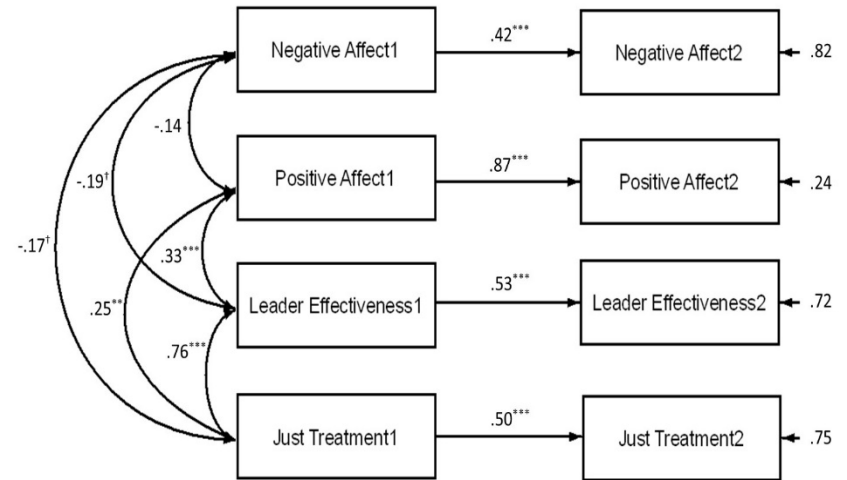 Negative Affect1 .42*** Negative Affect2 .82
-.14
Positive Affect1 .87*** Positive Affect2 .24
-.19†
-.17†
.33***
Leader Effectiveness1 .53*** Leader Effectiveness2 .72
.25**
.76***
Just Treatment1 .50*** Just Treatment2 .75